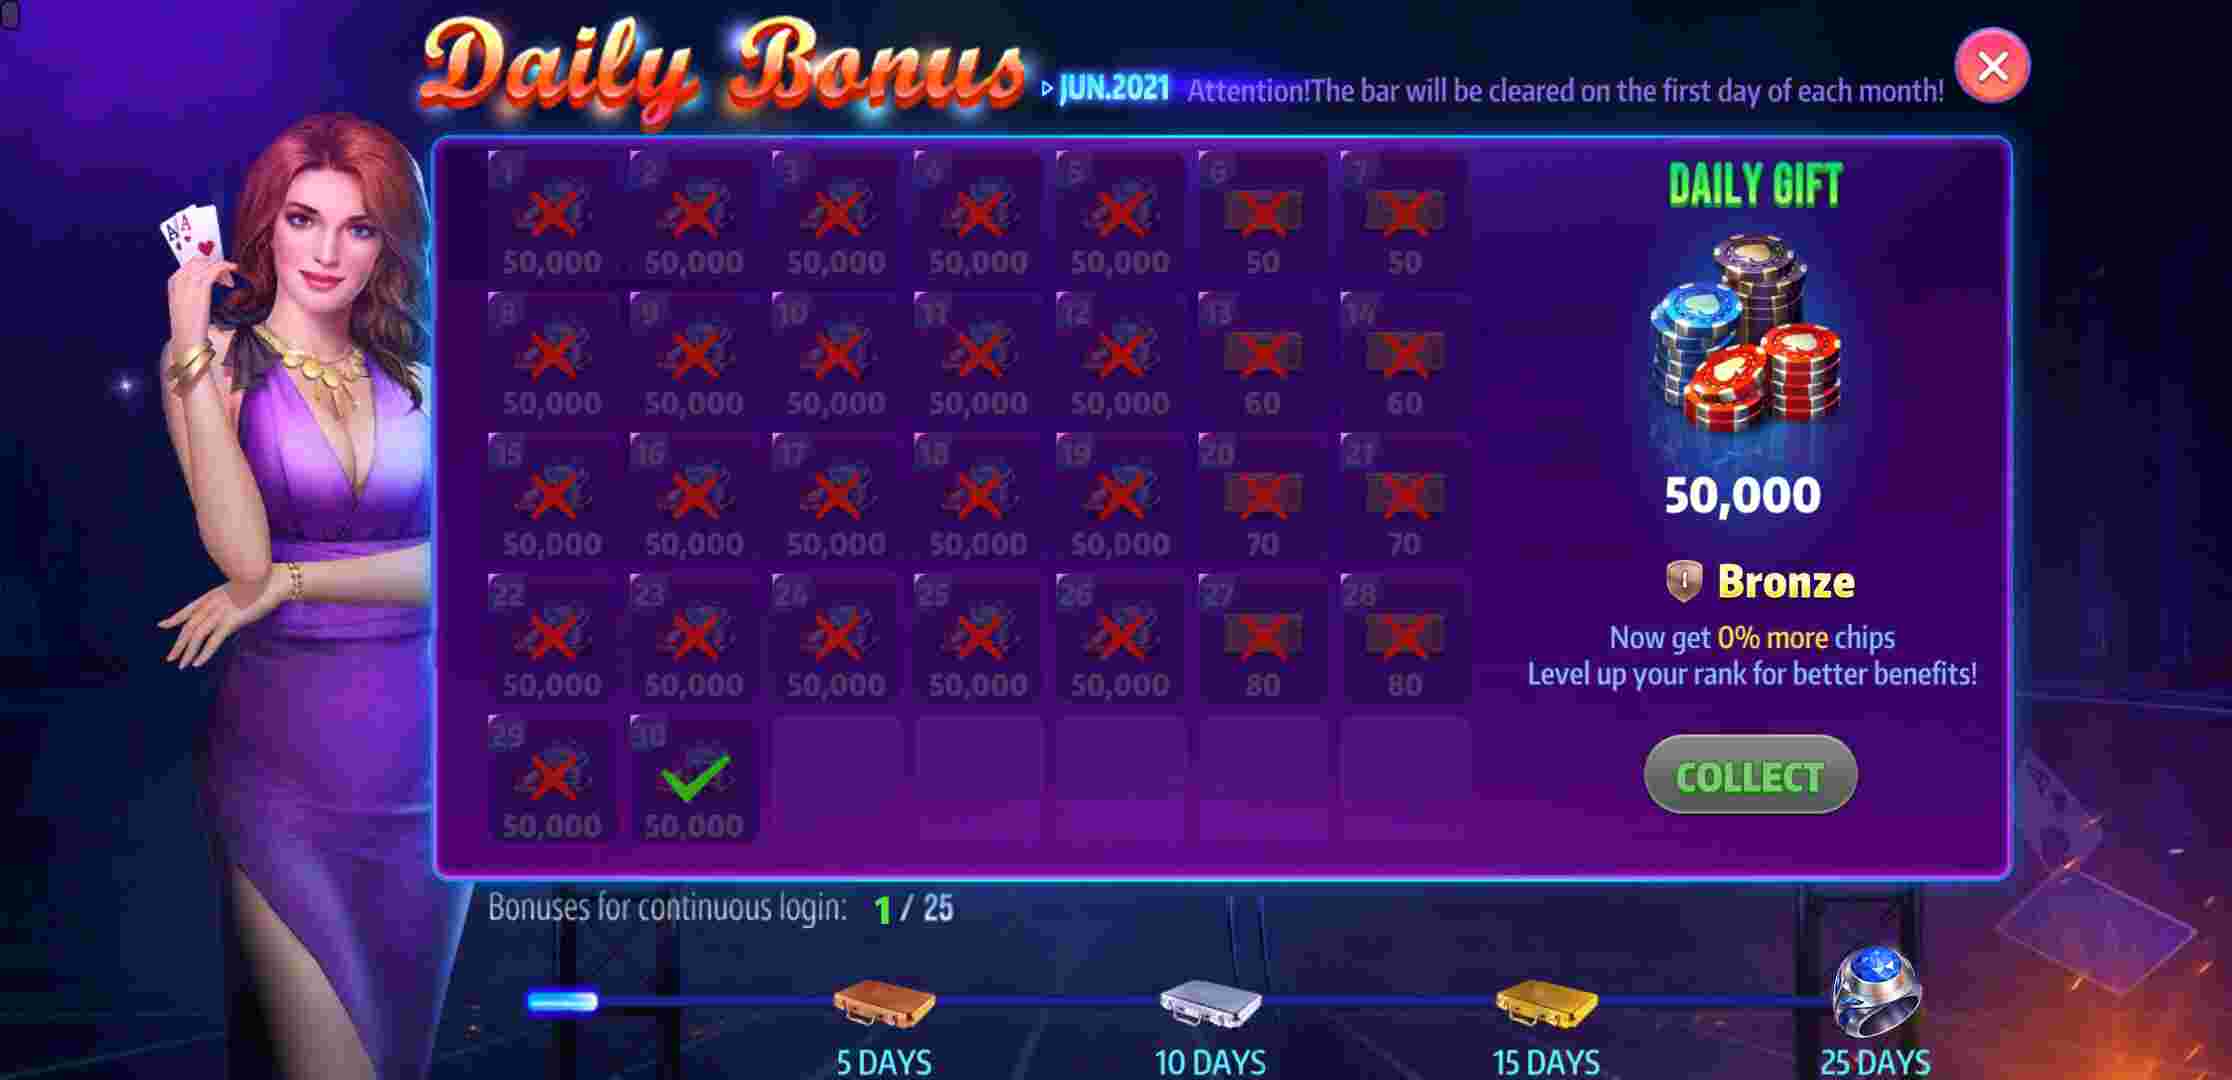 Daily Bonus
JUN.2021
Attention!The bar will be cleared on the first day of each month!
1 2 3 4 5 6 7
50,000 50,000 50,000 50,000 50,000 50 50
8 9 10 11 12 13 14
50,000 50,000 50,000 50,000 50,000 60 60
15 16 17 18 19 20 21
50,000 50,000 50,000 50,000 50,000 70 70
22 23 24 25 26 27 28
50,000 50,000 50,000 50,000 50,000 80 80
29 30
50,000 50,000
DAILY GIFT
50,000
Bronze
Now get 0% more chips
Level up your rank for better benefits!
COLLECT
Bonuses for continuous login: 1 / 25
5 DAYS 10 DAYS 15 DAYS 25 DAYS
A A